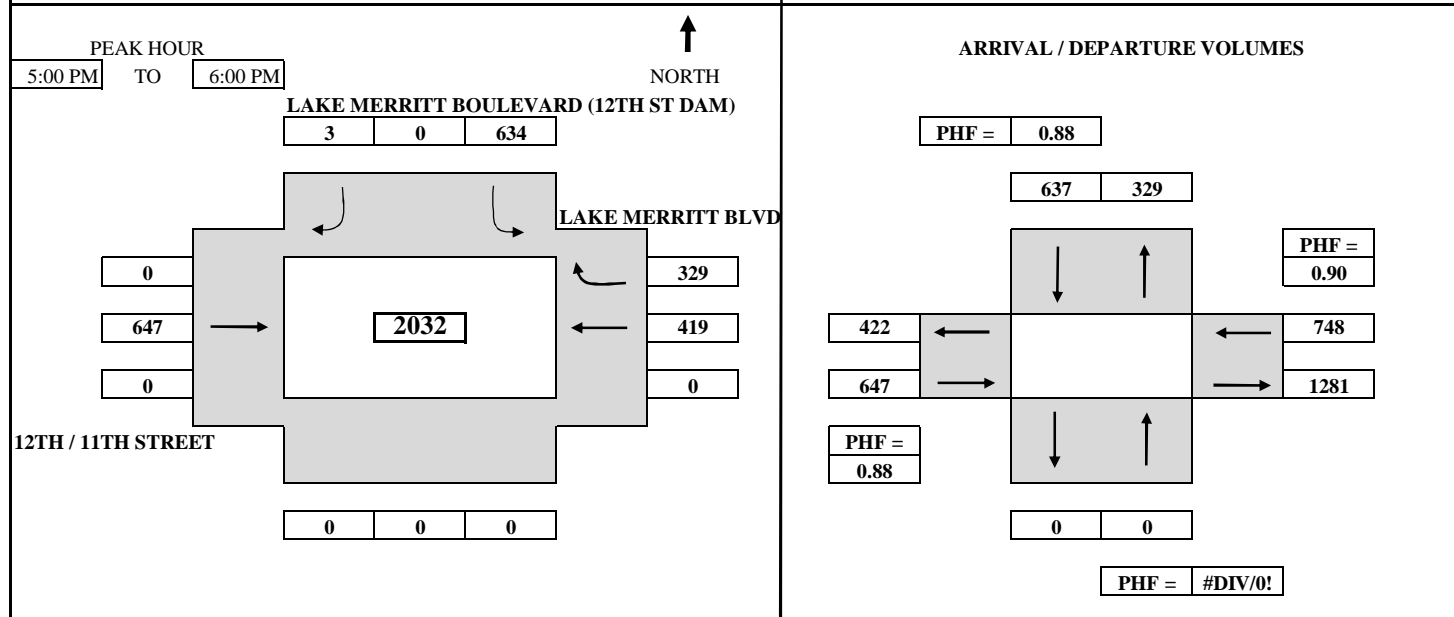 PEAK HOUR
5:00 PM TO 6:00 PM
NORTH
LAKE MERRITT BOULEVARD (12TH ST DAM)
3 0 634
LAKE MERRITT BLVD
0 329
647 2032 419
0 0
12TH / 11TH STREET
0 0 0
ARRIVAL / DEPARTURE VOLUMES
PHF = 0.88
637 329
PHF =
0.90
422 748
647 1281
PHF =
0.88
0 0
PHF = #DIV/0!